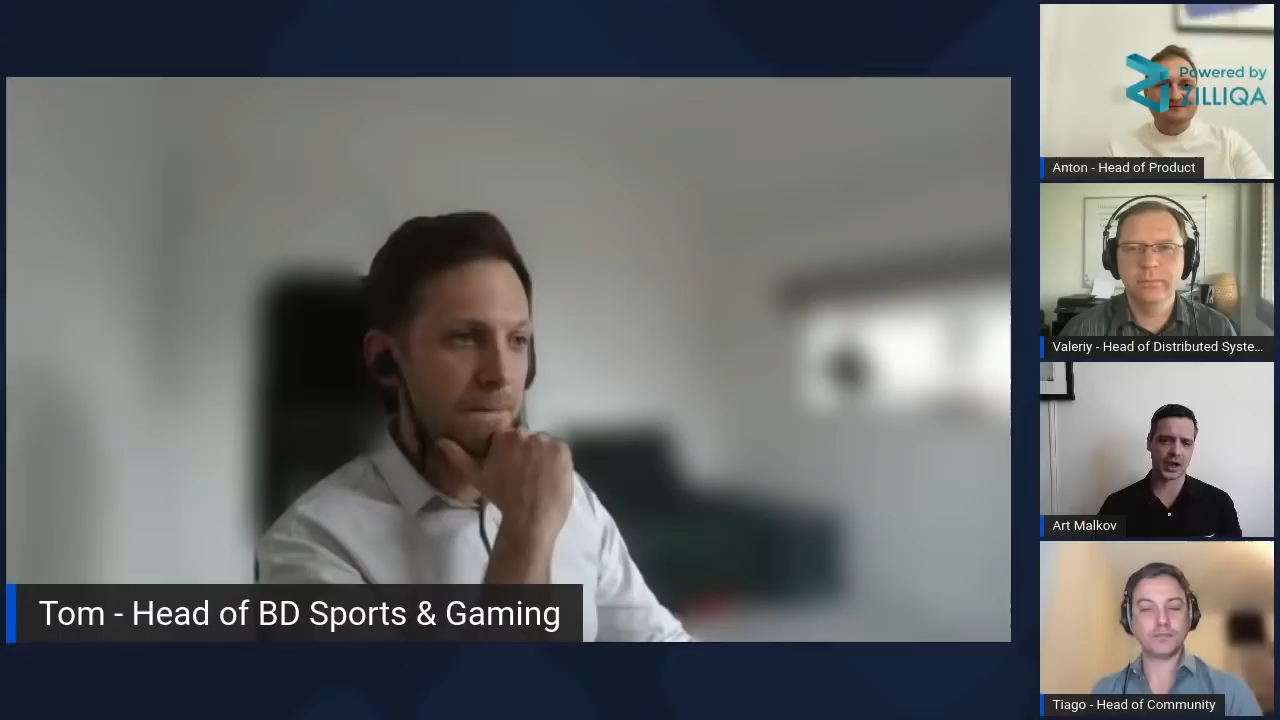 Tom - Head of BD Sports & Gaming
Powered by
ZILLIQA
Anton - Head of Product
Valeriy - Head of Distributed Syste...
Art Malkov
Tiago - Head of Community